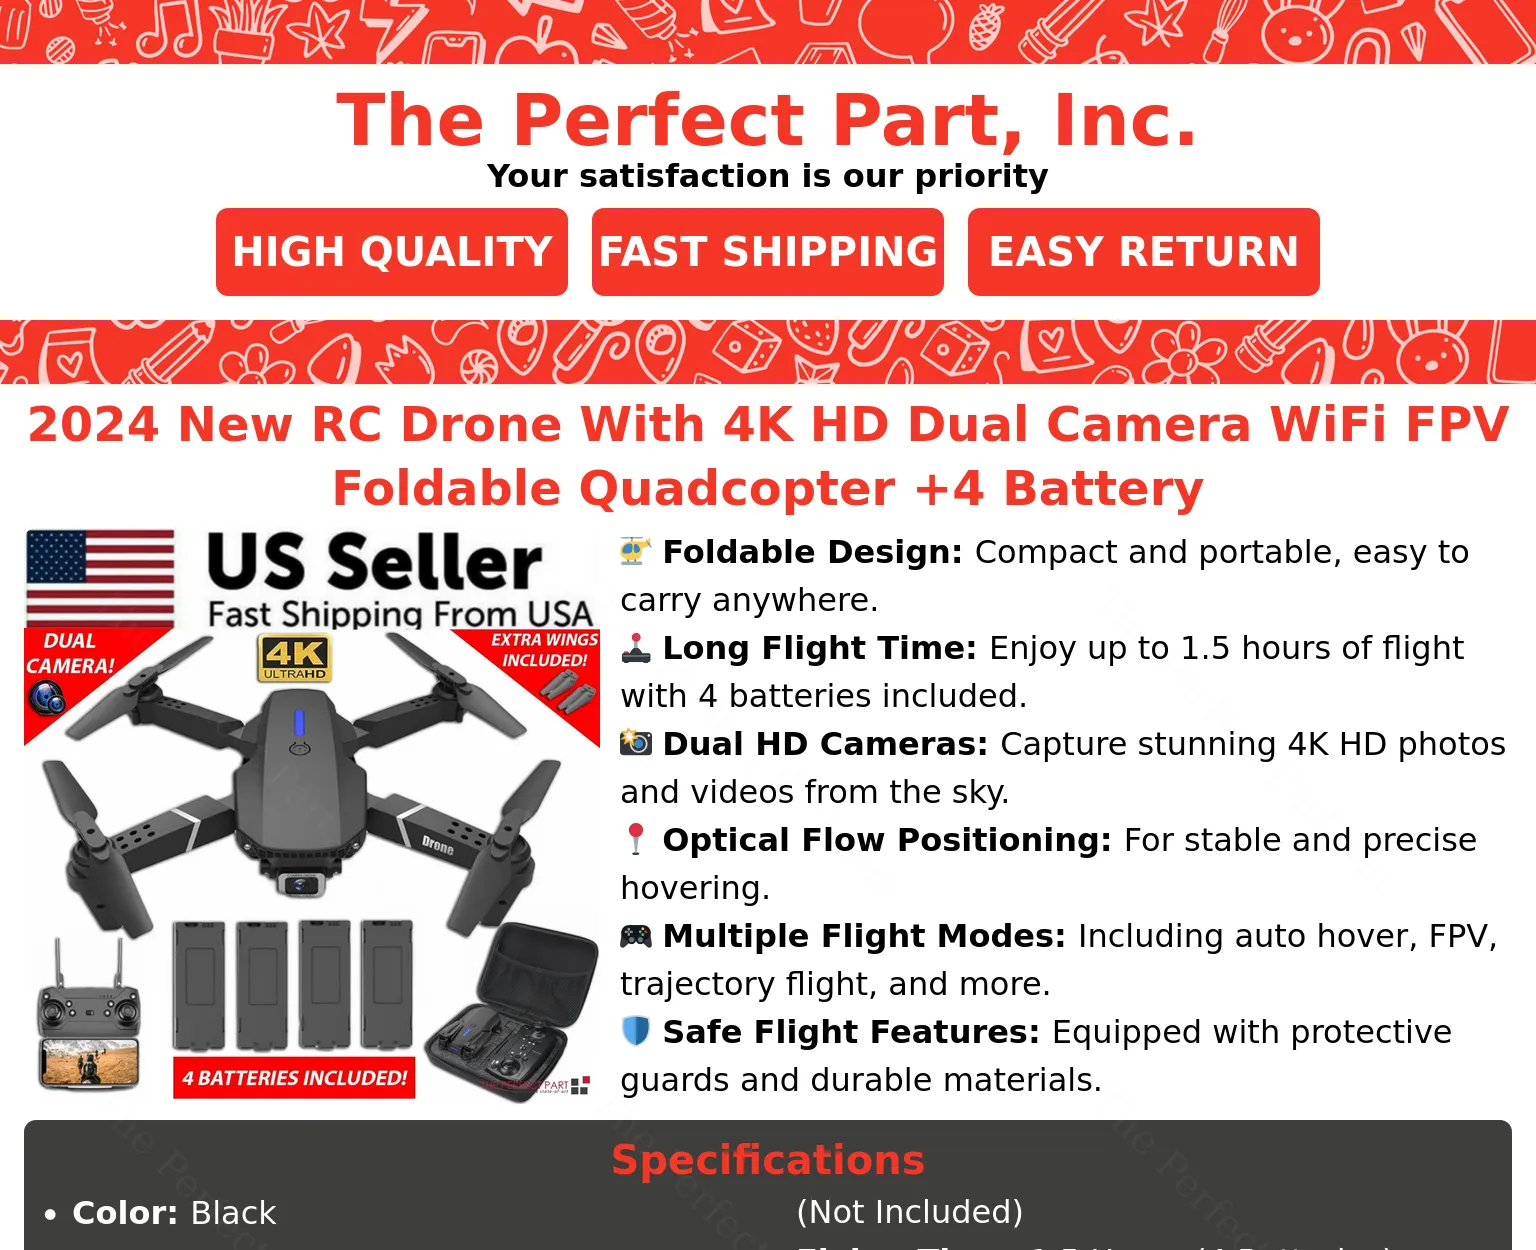 The Perfect Part, Inc.
Your satisfaction is our priority
HIGH QUALITY
FAST SHIPPING
EASY RETURN
2024 New RC Drone With 4K HD Dual Camera WiFi FPV
Foldable Quadcopter +4 Battery
US Seller
Fast Shipping From USA
DUAL
CAMERA!
4K
ULTRAHD
EXTRA WINGS
INCLUDED!
Drone
4 BATTERIES INCLUDED!
THE PERFECT PART
Foldable Design: Compact and portable, easy to
carry anywhere.
Long Flight Time: Enjoy up to 1.5 hours of flight
with 4 batteries included.
Dual HD Cameras: Capture stunning 4K HD photos
and videos from the sky.
Optical Flow Positioning: For stable and precise
hovering.
Multiple Flight Modes: Including auto hover, FPV,
trajectory flight, and more.
Safe Flight Features: Equipped with protective
guards and durable materials.
Specifications
• Color: Black
(Not Included)